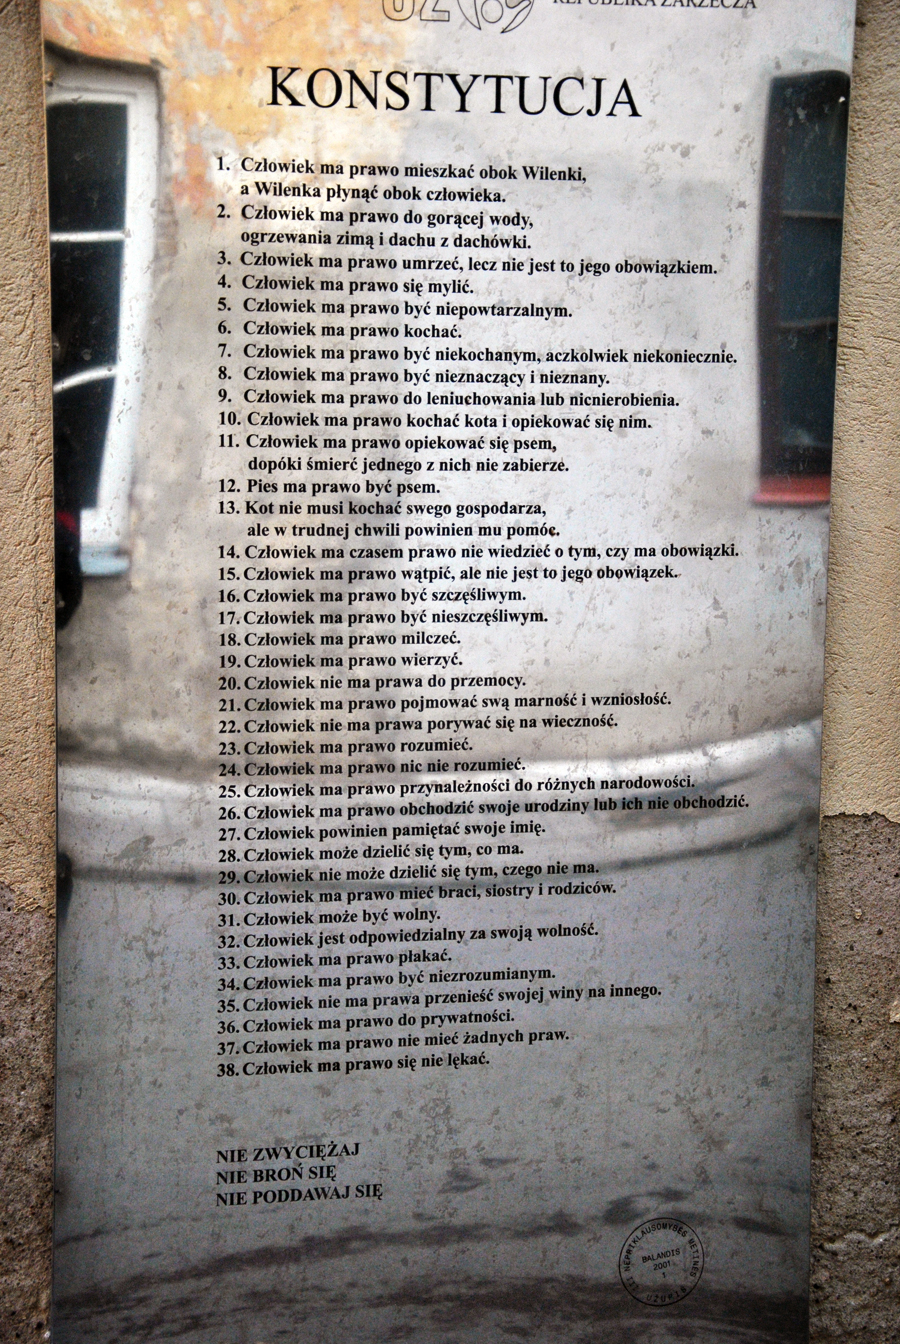 UŽ
REPUBLIKA ZARZECZA
KONSTYTUCJA
1. Człowiek ma prawo mieszkać obok Wilenki,
a Wilenka płynąć obok człowieka.
2. Człowiek ma prawo do gorącej wody,
ogrzewania zimą i dachu z dachówki.
3. Człowiek ma prawo umrzeć, lecz nie jest to jego obowiązkiem.
4. Człowiek ma prawo się mylić.
5. Człowiek ma prawo być niepowtarzalnym.
6. Człowiek ma prawo kochać.
7. Człowiek ma prawo być niekochanym, aczkolwiek niekoniecznie.
8. Człowiek ma prawo być nieznaczący i nieznany.
9. Człowiek ma prawo do leniuchowania lub nicnierobienia.
10. Człowiek ma prawo kochać kota i opiekować się nim.
11. Człowiek ma prawo opiekować się psem,
dopóki śmierć jednego z nich nie zabierze.
12. Pies ma prawo być psem.
13. Kot nie musi kochać swego gospodarza,
ale w trudnej chwili powinien mu pomóc.
14. Człowiek ma czasem prawo nie wiedzieć o tym, czy ma obowiązki.
15. Człowiek ma prawo wątpić, ale nie jest to jego obowiązek.
16. Człowiek ma prawo być szczęśliwym.
17. Człowiek ma prawo być nieszczęśliwym.
18. Człowiek ma prawo milczeć.
19. Człowiek ma prawo wierzyć.
20. Człowiek nie ma prawa do przemocy.
21. Człowiek ma prawo pojmować swą marność i wzniosłość.
22. Człowiek nie ma prawa porywać się na wieczność.
23. Człowiek ma prawo rozumieć.
24. Człowiek ma prawo nic nie rozumieć.
25. Człowiek ma prawo przynależności do różnych narodowości.
26. Człowiek ma prawo obchodzić swoje urodziny lub ich nie obchodzić.
27. Człowiek powinien pamiętać swoje imię.
28. Człowiek może dzielić się tym, co ma.
29. Człowiek nie może dzielić się tym, czego nie ma.
30. Człowiek ma prawo mieć braci, siostry i rodziców.
31. Człowiek może być wolny.
32. Człowiek jest odpowiedzialny za swoją wolność.
33. Człowiek ma prawo płakać.
34. Człowiek ma prawo być niezrozumianym.
35. Człowiek nie ma prawa przenieść swojej winy na innego.
36. Człowiek ma prawo do prywatności.
37. Człowiek ma prawo nie mieć żadnych praw.
38. Człowiek ma prawo się nie lękać.
NIE ZWYCIĘŻAJ
NIE BROŃ SIĘ
NIE PODDAWAJ SIĘ
NEPRIKLAUSOMYBĖS METINĖS
BALANDIS
2001
1